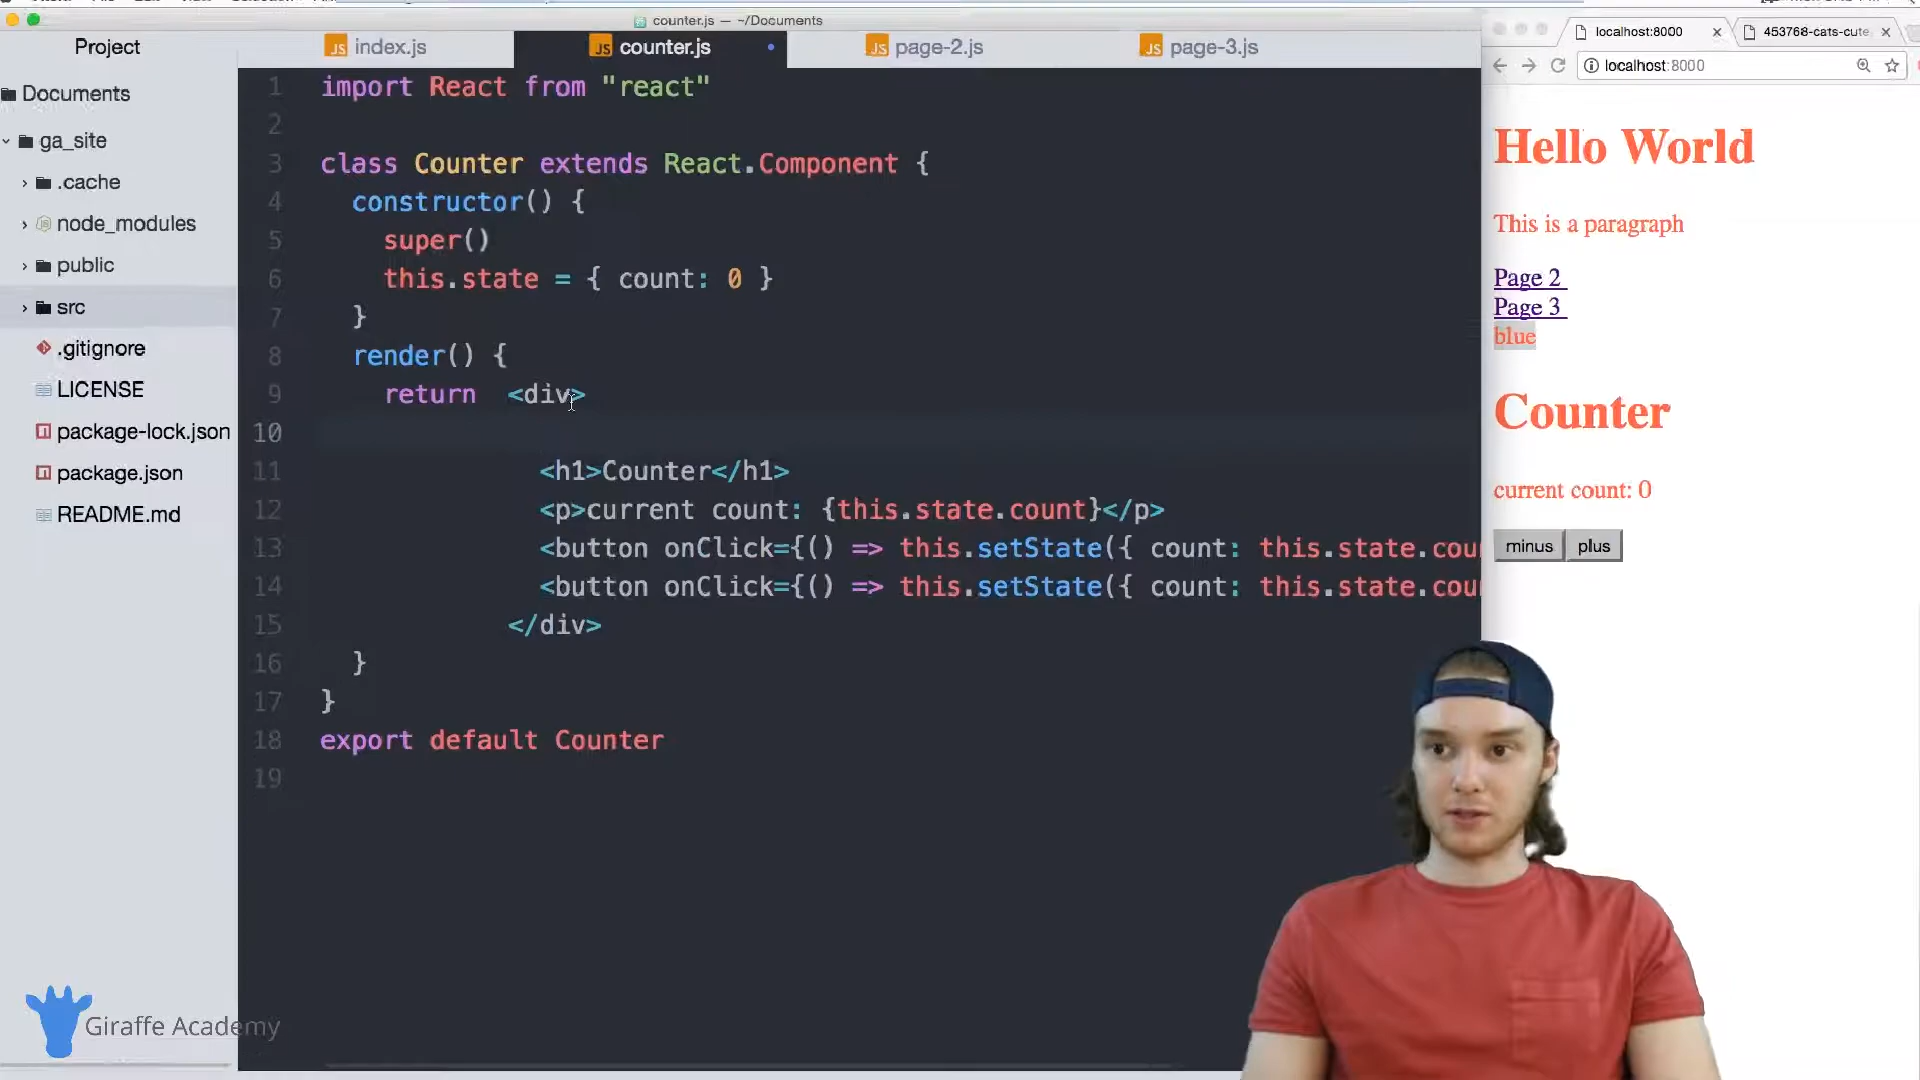 counter.js — ~/Documents
Project
index.js
counter.js
page-2.js
page-3.js
Documents
ga_site
.cache
node_modules
public
src
.gitignore
LICENSE
package-lock.json
package.json
README.md
1 import React from "react"
2
3 class Counter extends React.Component {
4 constructor() {
5 super()
6 this.state = { count: 0 }
7 }
8 render() {
9 return <div>
10
11 <h1>Counter</h1>
12 <p>current count: {this.state.count}</p>
13 <button onClick={() => this.setState({ count: this.state.cou
14 <button onClick={() => this.setState({ count: this.state.cou
15 </div>
16 }
17 }
18 export default Counter
19
localhost:8000
453768-cats-cute
localhost:8000
Hello World
This is a paragraph
Page 2
Page 3
blue
Counter
current count: 0
minus plus
Giraffe Academy